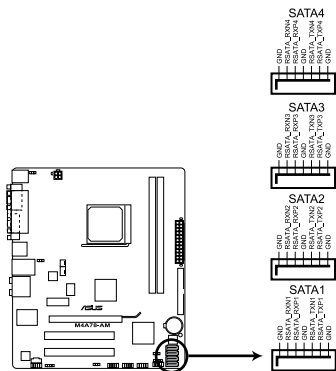 SATA4
GND
RSATA_RXN4
RSATA_RXP4
GND
RSATA_TXN4
RSATA_TXP4
GND
SATA3
GND
RSATA_RXN3
RSATA_RXP3
GND
RSATA_TXN3
RSATA_TXP3
GND
SATA2
GND
RSATA_RXN2
RSATA_RXP2
GND
RSATA_TXN2
RSATA_TXP2
GND
SATA1
GND
RSATA_RXN1
RSATA_RXP1
GND
RSATA_TXN1
RSATA_TXP1
GND
ASUS
M4A78-AM